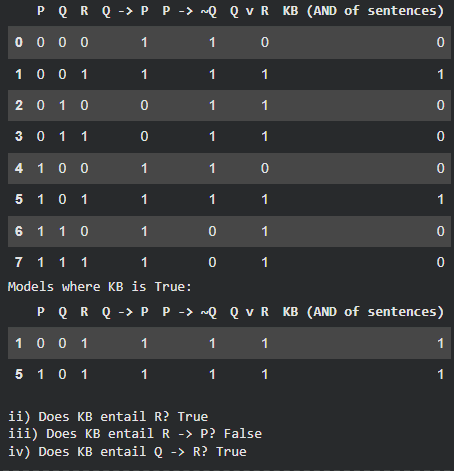 P Q R Q -> P P -> ~Q Q v R KB (AND of sentences)
0 0 0 0 1 1 0 0
1 0 0 1 1 1 1 1
2 0 1 0 0 1 1 0
3 0 1 1 0 1 1 0
4 1 0 0 1 1 0 0
5 1 0 1 1 1 1 1
6 1 1 0 1 0 1 0
7 1 1 1 1 0 1 0
Models where KB is True:
P Q R Q -> P P -> ~Q Q v R KB (AND of sentences)
1 0 0 1 1 1 1 1
5 1 0 1 1 1 1 1
ii) Does KB entail R? True
iii) Does KB entail R -> P? False
iv) Does KB entail Q -> R? True